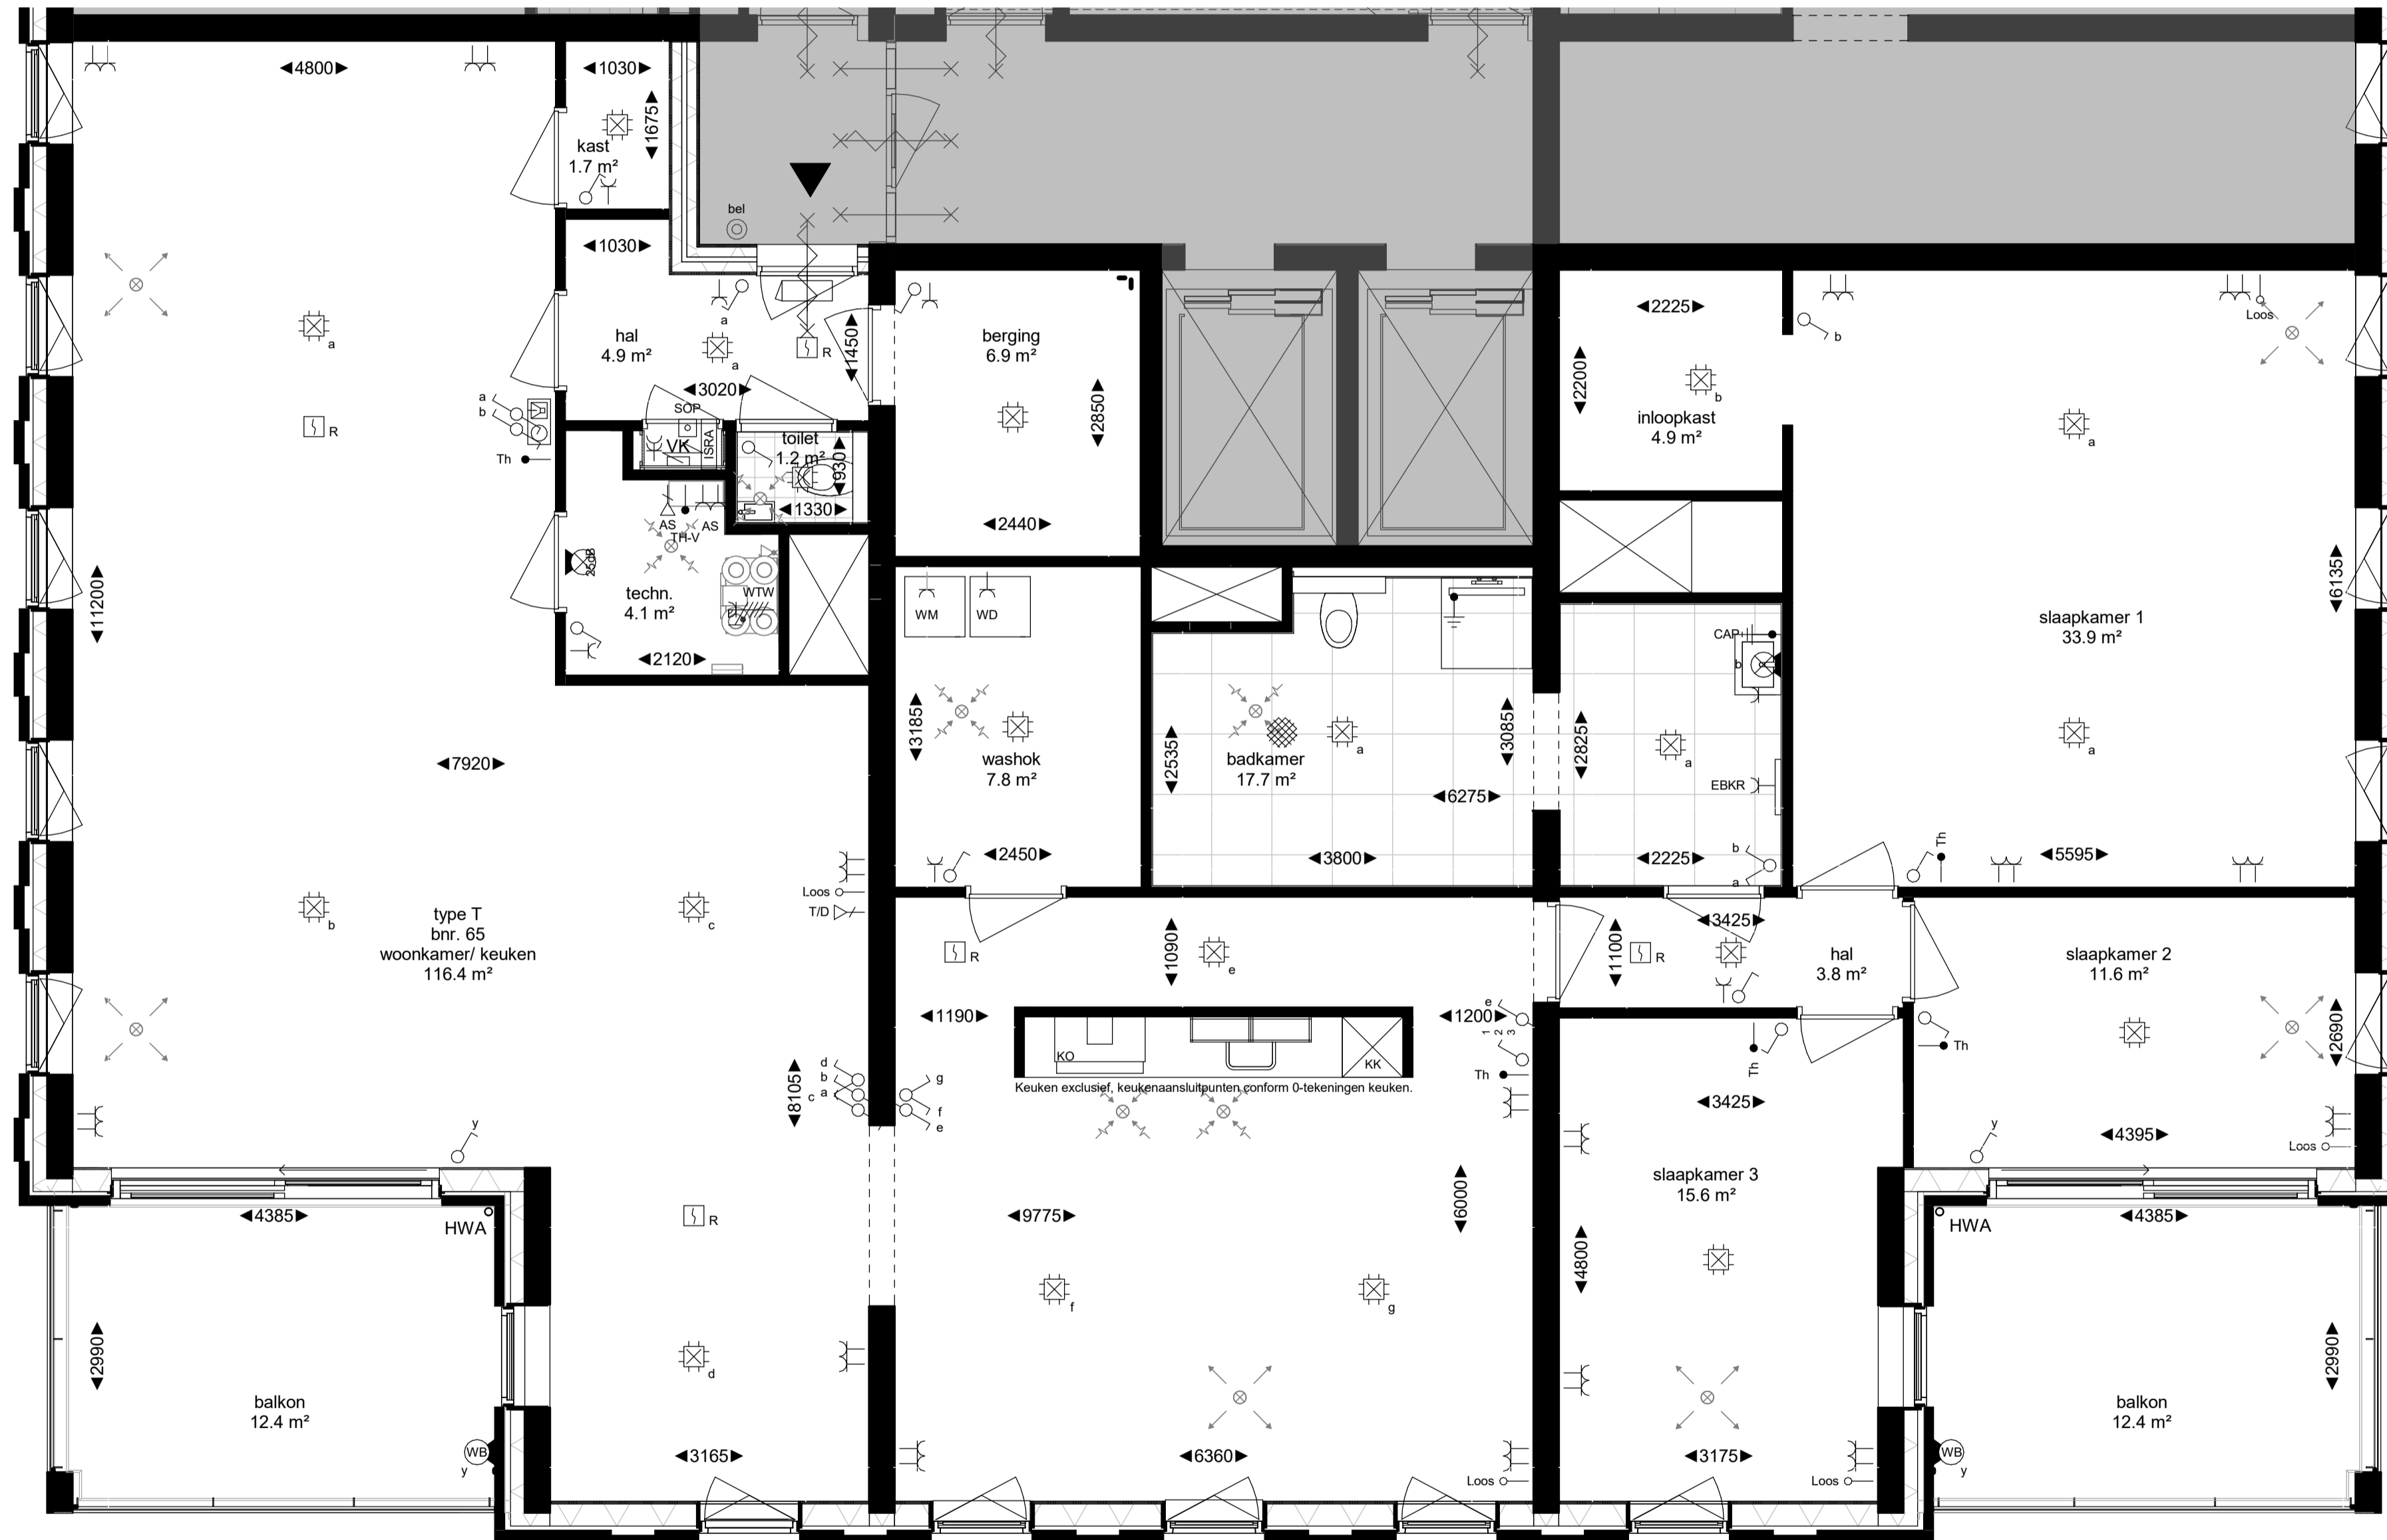 4800
1030
1675
kast
1.7 m²
bel
1030
a
hal
4.9 m²
a
R
1450
3020
berging
6.9 m²
2850
2440
2225
b
2200
b
inloopkast
4.9 m²
Loos
a
a
R
a
b
Th
SOP
VK
ISRA
toilet
1.2 m²
930
1330
AS
AS
TH-V
25dB
techn.
4.1 m²
WTW
2120
11200
WM
WD
3185
washok
7.8 m²
2450
2535
badkamer
17.7 m²
a
3085
6275
3800
2825
CAP
b
a
EBKR
2225
b
a
slaapkamer 1
33.9 m²
6135
a
Th
5595
7920
Loos
T/D
b
type T
bnr. 65
woonkamer/ keuken
116.4 m²
c
R
1090
e
1100
R
3425
hal
3.8 m²
slaapkamer 2
11.6 m²
2690
1190
1200
e
1
2
3
Th
KO
KK
Keuken exclusief, keukenaansluitpunten conform 0-tekeningen keuken.
8105
d
b
a
c
g
f
e
Th
Th
3425
4395
y
y
Loos
slaapkamer 3
15.6 m²
4385
HWA
R
9775
6000
4800
HWA
4385
f
g
2990
balkon
12.4 m²
d
2990
balkon
12.4 m²
WB
y
3165
6360
Loos
3175
Loos
WB
y